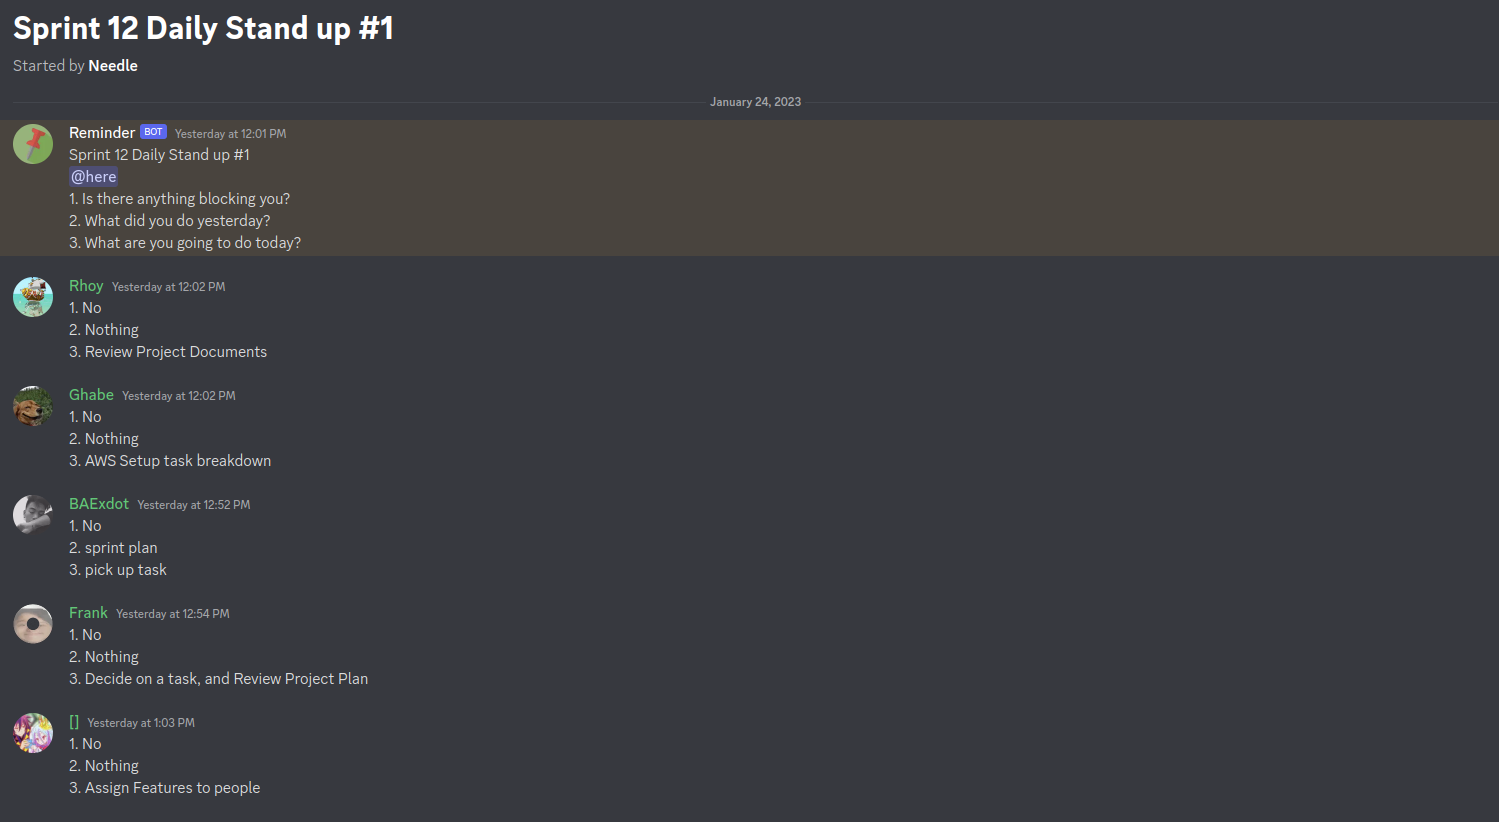 Sprint 12 Daily Stand up #1
Started by Needle
January 24, 2023
Reminder BOT Yesterday at 12:01 PM
Sprint 12 Daily Stand up #1
@here
1. Is there anything blocking you?
2. What did you do yesterday?
3. What are you going to do today?
Rhoy Yesterday at 12:02 PM
1. No
2. Nothing
3. Review Project Documents
Ghabe Yesterday at 12:02 PM
1. No
2. Nothing
3. AWS Setup task breakdown
BAExdot Yesterday at 12:52 PM
1. No
2. sprint plan
3. pick up task
Frank Yesterday at 12:54 PM
1. No
2. Nothing
3. Decide on a task, and Review Project Plan
[] Yesterday at 1:03 PM
1. No
2. Nothing
3. Assign Features to people